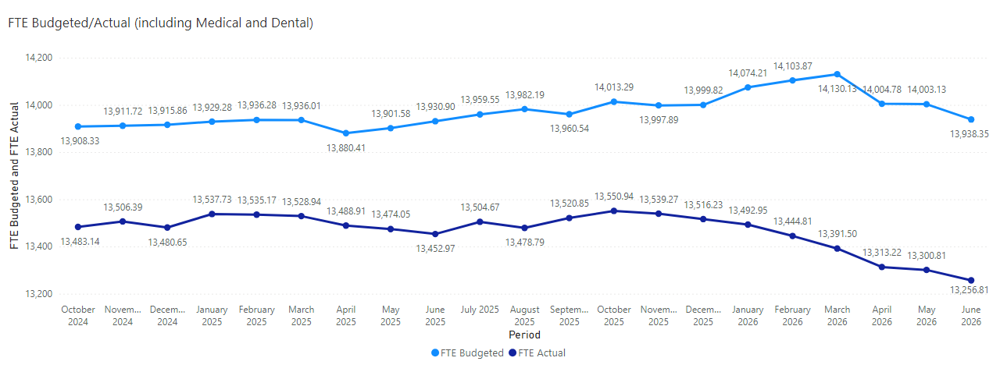 FTE Budgeted/Actual (including Medical and Dental)
FTE Budgeted and FTE Actual
14,200
14,000
13,800
13,600
13,400
13,200
13,908.33
13,911.72
13,915.86
13,929.28
13,936.28
13,936.01
13,880.41
13,901.58
13,930.90
13,959.55
13,982.19
13,960.54
14,013.29
13,997.89
13,999.82
14,074.21
14,103.87
14,130.13
14,004.78
14,003.13
13,938.35
13,483.14
13,506.39
13,480.65
13,537.73
13,535.17
13,528.94
13,488.91
13,474.05
13,452.97
13,504.67
13,478.79
13,520.85
13,550.94
13,539.27
13,516.23
13,492.95
13,444.81
13,391.50
13,313.22
13,300.81
13,256.81
October 2024
Novem... 2024
Decem... 2024
January 2025
February 2025
March 2025
April 2025
May 2025
June 2025
July 2025
August 2025
Septem... 2025
October 2025
Novem... 2025
Decem... 2025
January 2026
February 2026
March 2026
April 2026
May 2026
June 2026
Period
FTE Budgeted FTE Actual